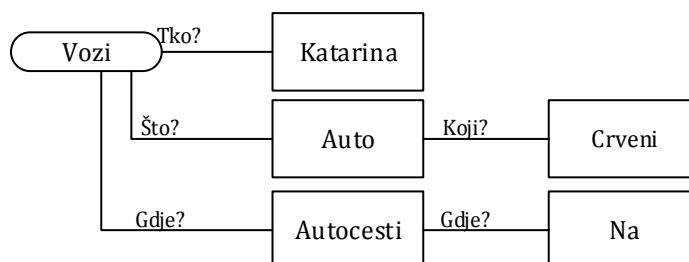 Vozi
Tko?
Katarina
Što?
Auto
Koji?
Crveni
Gdje?
Autocesti
Gdje?
Na